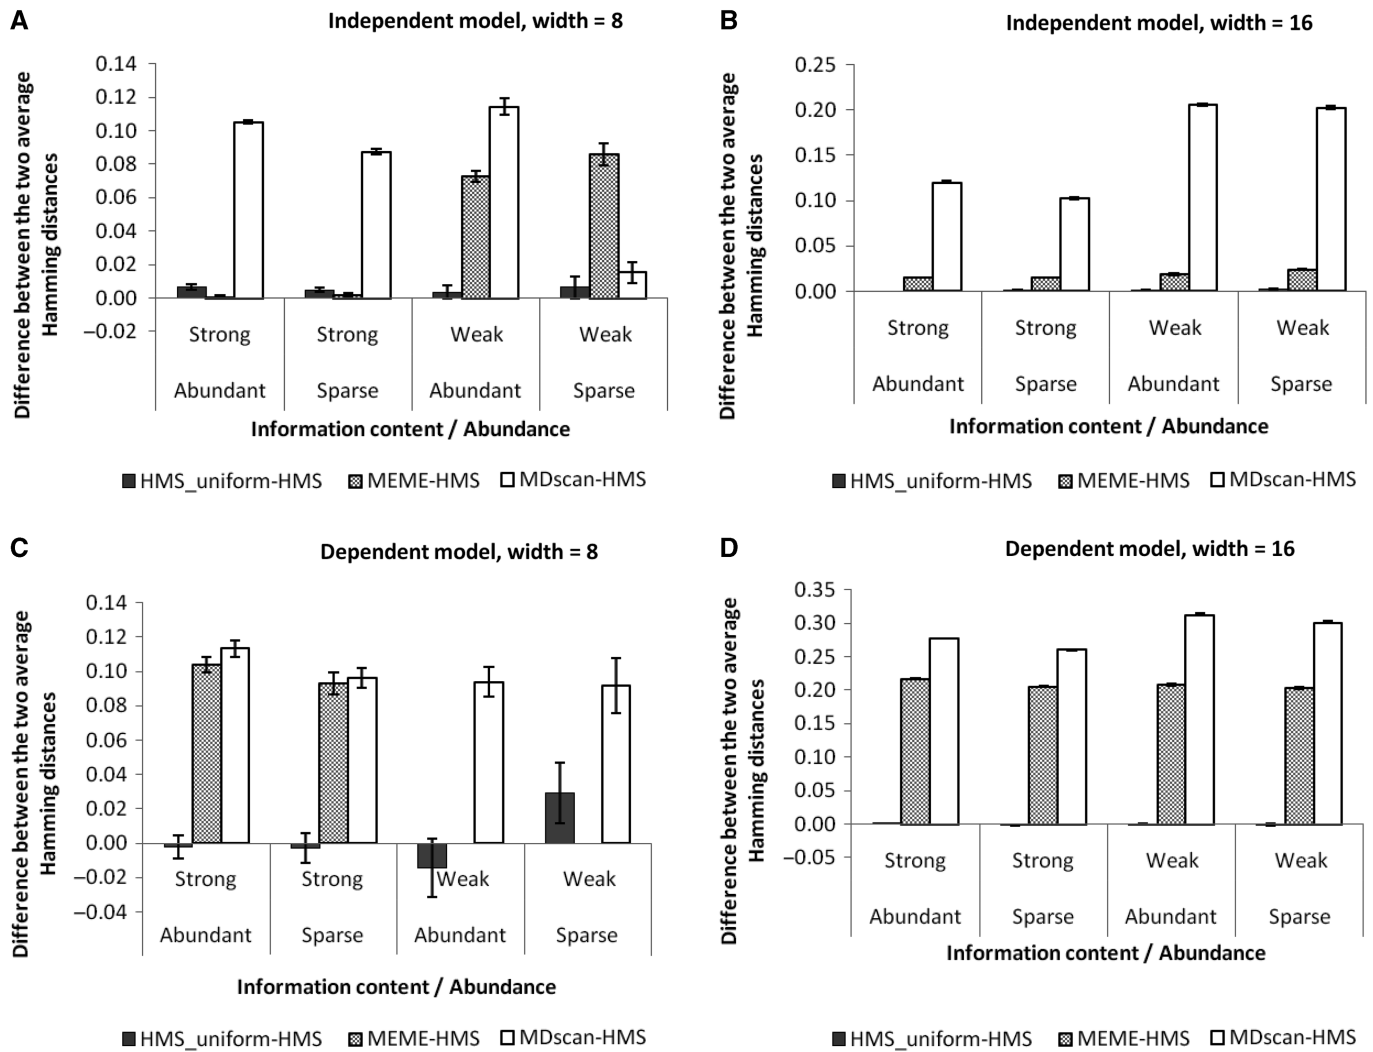 A
Independent model, width = 8
Difference between the two average
Hamming distances
0.14
0.12
0.10
0.08
0.06
0.04
0.02
0.00
–0.02
Strong Strong Weak Weak
Abundant Sparse Abundant Sparse
Information content / Abundance
HMS_uniform-HMS MEME-HMS MDscan-HMS
B
Independent model, width = 16
Difference between the two average
Hamming distances
0.25
0.20
0.15
0.10
0.05
0.00
Strong Strong Weak Weak
Abundant Sparse Abundant Sparse
Information content / Abundance
HMS_uniform-HMS MEME-HMS MDscan-HMS
C
Dependent model, width = 8
Difference between the two average
Hamming distances
0.14
0.12
0.10
0.08
0.06
0.04
0.02
0.00
–0.02
–0.04
Strong Strong Weak Weak
Abundant Sparse Abundant Sparse
Information content / Abundance
HMS_uniform-HMS MEME-HMS MDscan-HMS
D
Dependent model, width = 16
Difference between the two average
Hamming distances
0.35
0.30
0.25
0.20
0.15
0.10
0.05
0.00
–0.05
Strong Strong Weak Weak
Abundant Sparse Abundant Sparse
Information content / Abundance
HMS_uniform-HMS MEME-HMS MDscan-HMS